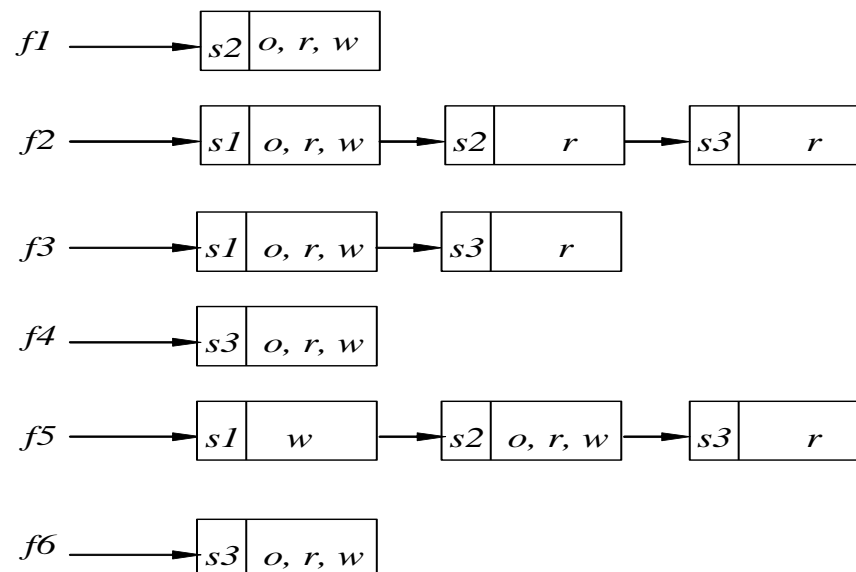 f1 s2 o, r, w
f2 s1 o, r, w s2 r s3 r
f3 s1 o, r, w s3 r
f4 s3 o, r, w
f5 s1 w s2 o, r, w s3 r
f6 s3 o, r, w